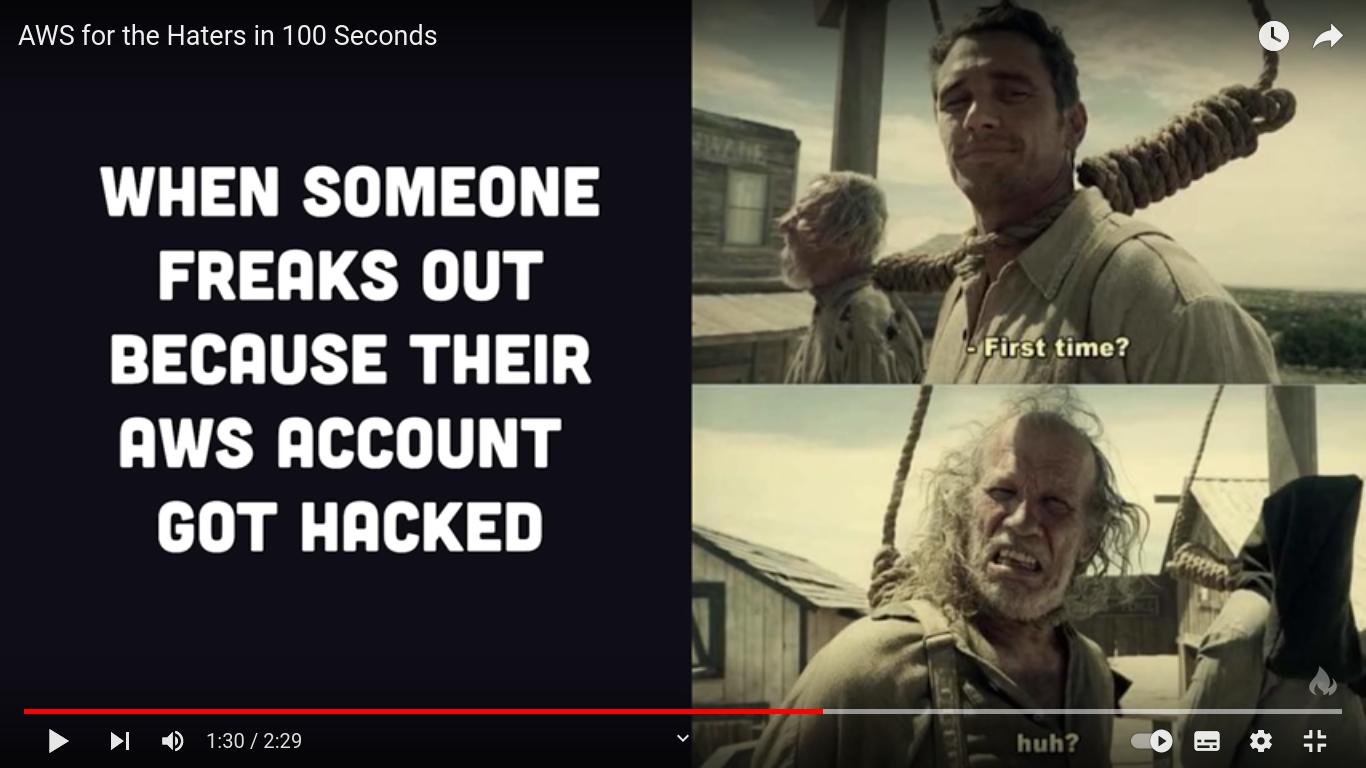 AWS for the Haters in 100 Seconds
WHEN SOMEONE
FREAKS OUT
BECAUSE THEIR
AWS ACCOUNT
GOT HACKED
- First time?
huh?
1:30 / 2:29